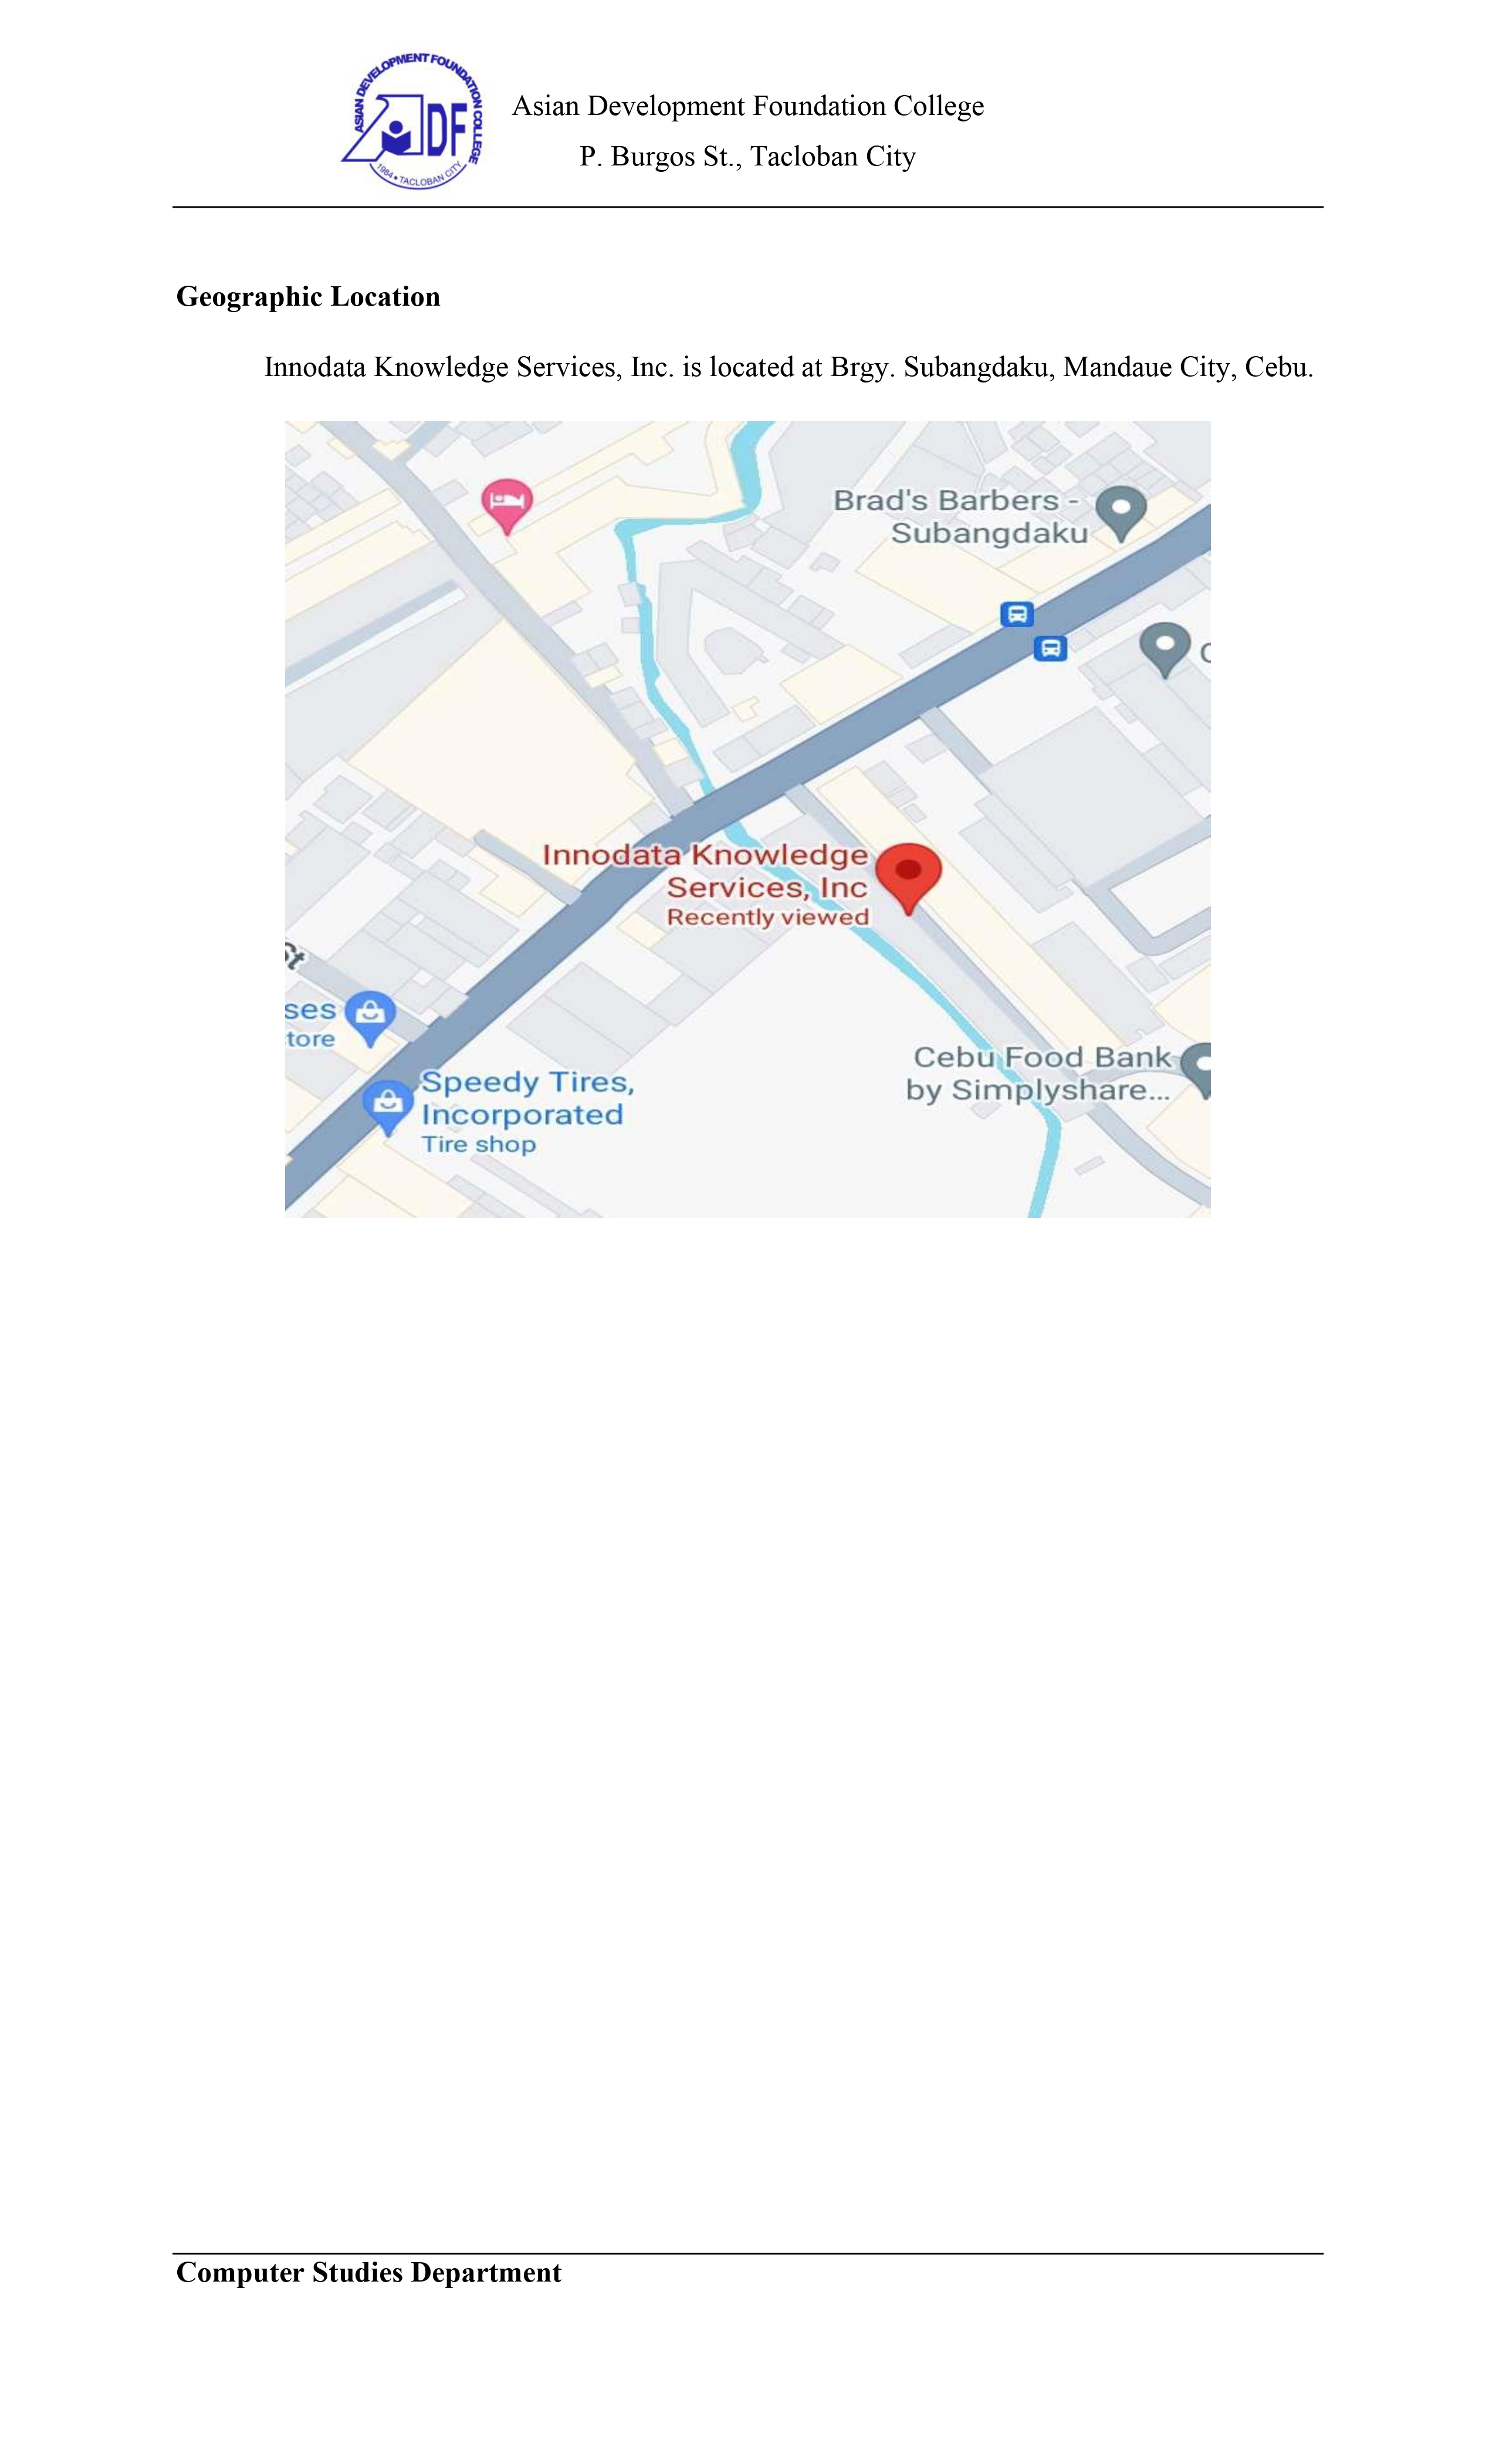 ASIAN DEVELOPMENT FOUNDATION COLLEGE
ADF
1984 • TACLOBAN CITY
Asian Development Foundation College
P. Burgos St., Tacloban City
Geographic Location
Innodata Knowledge Services, Inc. is located at Brgy. Subangdaku, Mandaue City, Cebu.
Brad's Barbers -
Subangdaku
C
Innodata Knowledge
Services, Inc
Recently viewed
St
ses
tore
Speedy Tires,
Incorporated
Tire shop
Cebu Food Bank
by Simplyshare...
Computer Studies Department